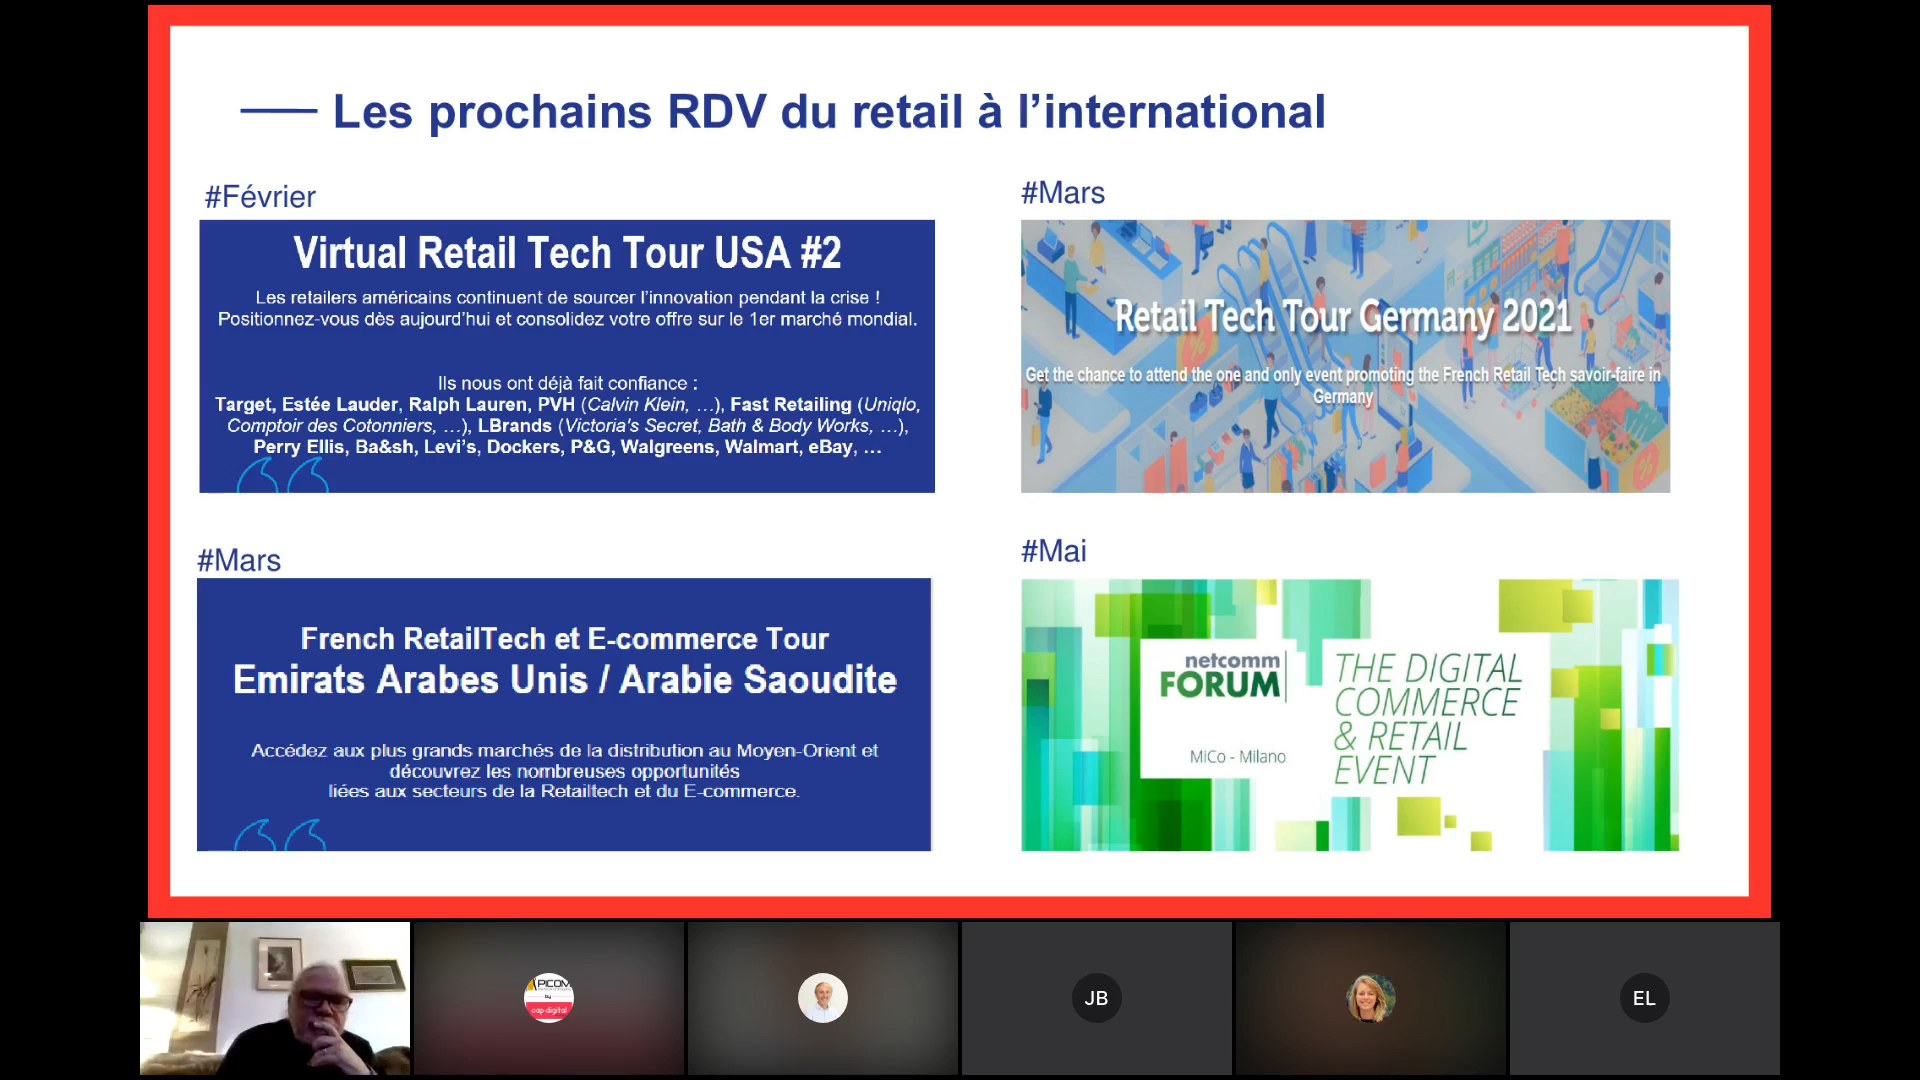 Les prochains RDV du retail à l'international
#Février
Virtual Retail Tech Tour USA #2
Les retailers américains continuent de sourcer l'innovation pendant la crise !
Positionnez-vous dès aujourd'hui et consolidez votre offre sur le 1er marché mondial.
Ils nous ont déjà fait confiance :
Target, Estée Lauder, Ralph Lauren, PVH (Calvin Klein, …), Fast Retailing (Uniqlo,
Comptoir des Cotonniers, …), LBrands (Victoria's Secret, Bath & Body Works, …),
Perry Ellis, Ba&sh, Levi's, Dockers, P&G, Walgreens, Walmart, eBay, …
#Mars
Retail Tech Tour Germany 2021
Get the chance to attend the one and only event promoting the French Retail Tech savoir-faire in
Germany
#Mars
French RetailTech et E-commerce Tour
Emirats Arabes Unis / Arabie Saoudite
Accédez aux plus grands marchés de la distribution au Moyen-Orient et
découvrez les nombreuses opportunités
liées aux secteurs de la Retailtech et du E-commerce.
#Mai
netcomm
FORUM
MiCo - Milano
THE DIGITAL
COMMERCE
& RETAIL
EVENT
PICOM
by
cap digital
JB
EL